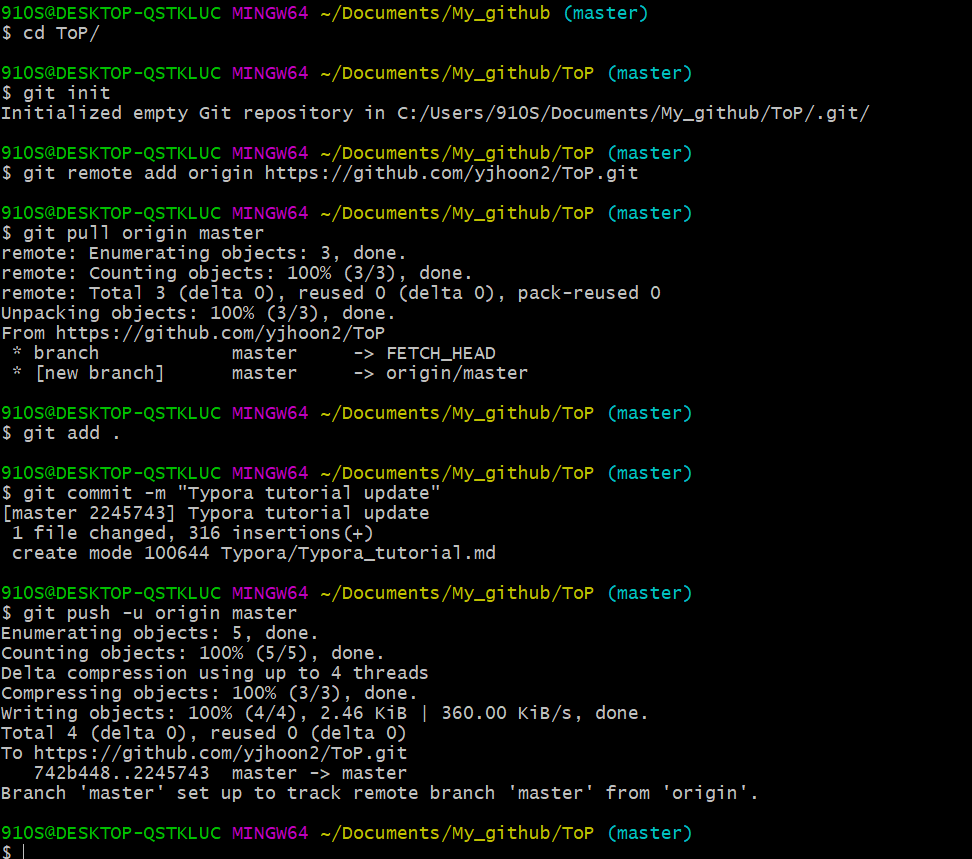 910S@DESKTOP-QSTKLUC MINGW64 ~/Documents/My_github (master)
$ cd ToP/
910S@DESKTOP-QSTKLUC MINGW64 ~/Documents/My_github/ToP (master)
$ git init
Initialized empty Git repository in C:/Users/910S/Documents/My_github/ToP/.git/
910S@DESKTOP-QSTKLUC MINGW64 ~/Documents/My_github/ToP (master)
$ git remote add origin https://github.com/yjhoon2/ToP.git
910S@DESKTOP-QSTKLUC MINGW64 ~/Documents/My_github/ToP (master)
$ git pull origin master
remote: Enumerating objects: 3, done.
remote: Counting objects: 100% (3/3), done.
remote: Total 3 (delta 0), reused 0 (delta 0), pack-reused 0
Unpacking objects: 100% (3/3), done.
From https://github.com/yjhoon2/ToP
 * branch            master     -> FETCH_HEAD
 * [new branch]      master     -> origin/master
910S@DESKTOP-QSTKLUC MINGW64 ~/Documents/My_github/ToP (master)
$ git add .
910S@DESKTOP-QSTKLUC MINGW64 ~/Documents/My_github/ToP (master)
$ git commit -m "Typora tutorial update"
[master 2245743] Typora tutorial update
 1 file changed, 316 insertions(+)
 create mode 100644 Typora/Typora_tutorial.md
910S@DESKTOP-QSTKLUC MINGW64 ~/Documents/My_github/ToP (master)
$ git push -u origin master
Enumerating objects: 5, done.
Counting objects: 100% (5/5), done.
Delta compression using up to 4 threads
Compressing objects: 100% (3/3), done.
Writing objects: 100% (4/4), 2.46 KiB | 360.00 KiB/s, done.
Total 4 (delta 0), reused 0 (delta 0)
To https://github.com/yjhoon2/ToP.git
   742b448..2245743  master -> master
Branch 'master' set up to track remote branch 'master' from 'origin'.
910S@DESKTOP-QSTKLUC MINGW64 ~/Documents/My_github/ToP (master)
$